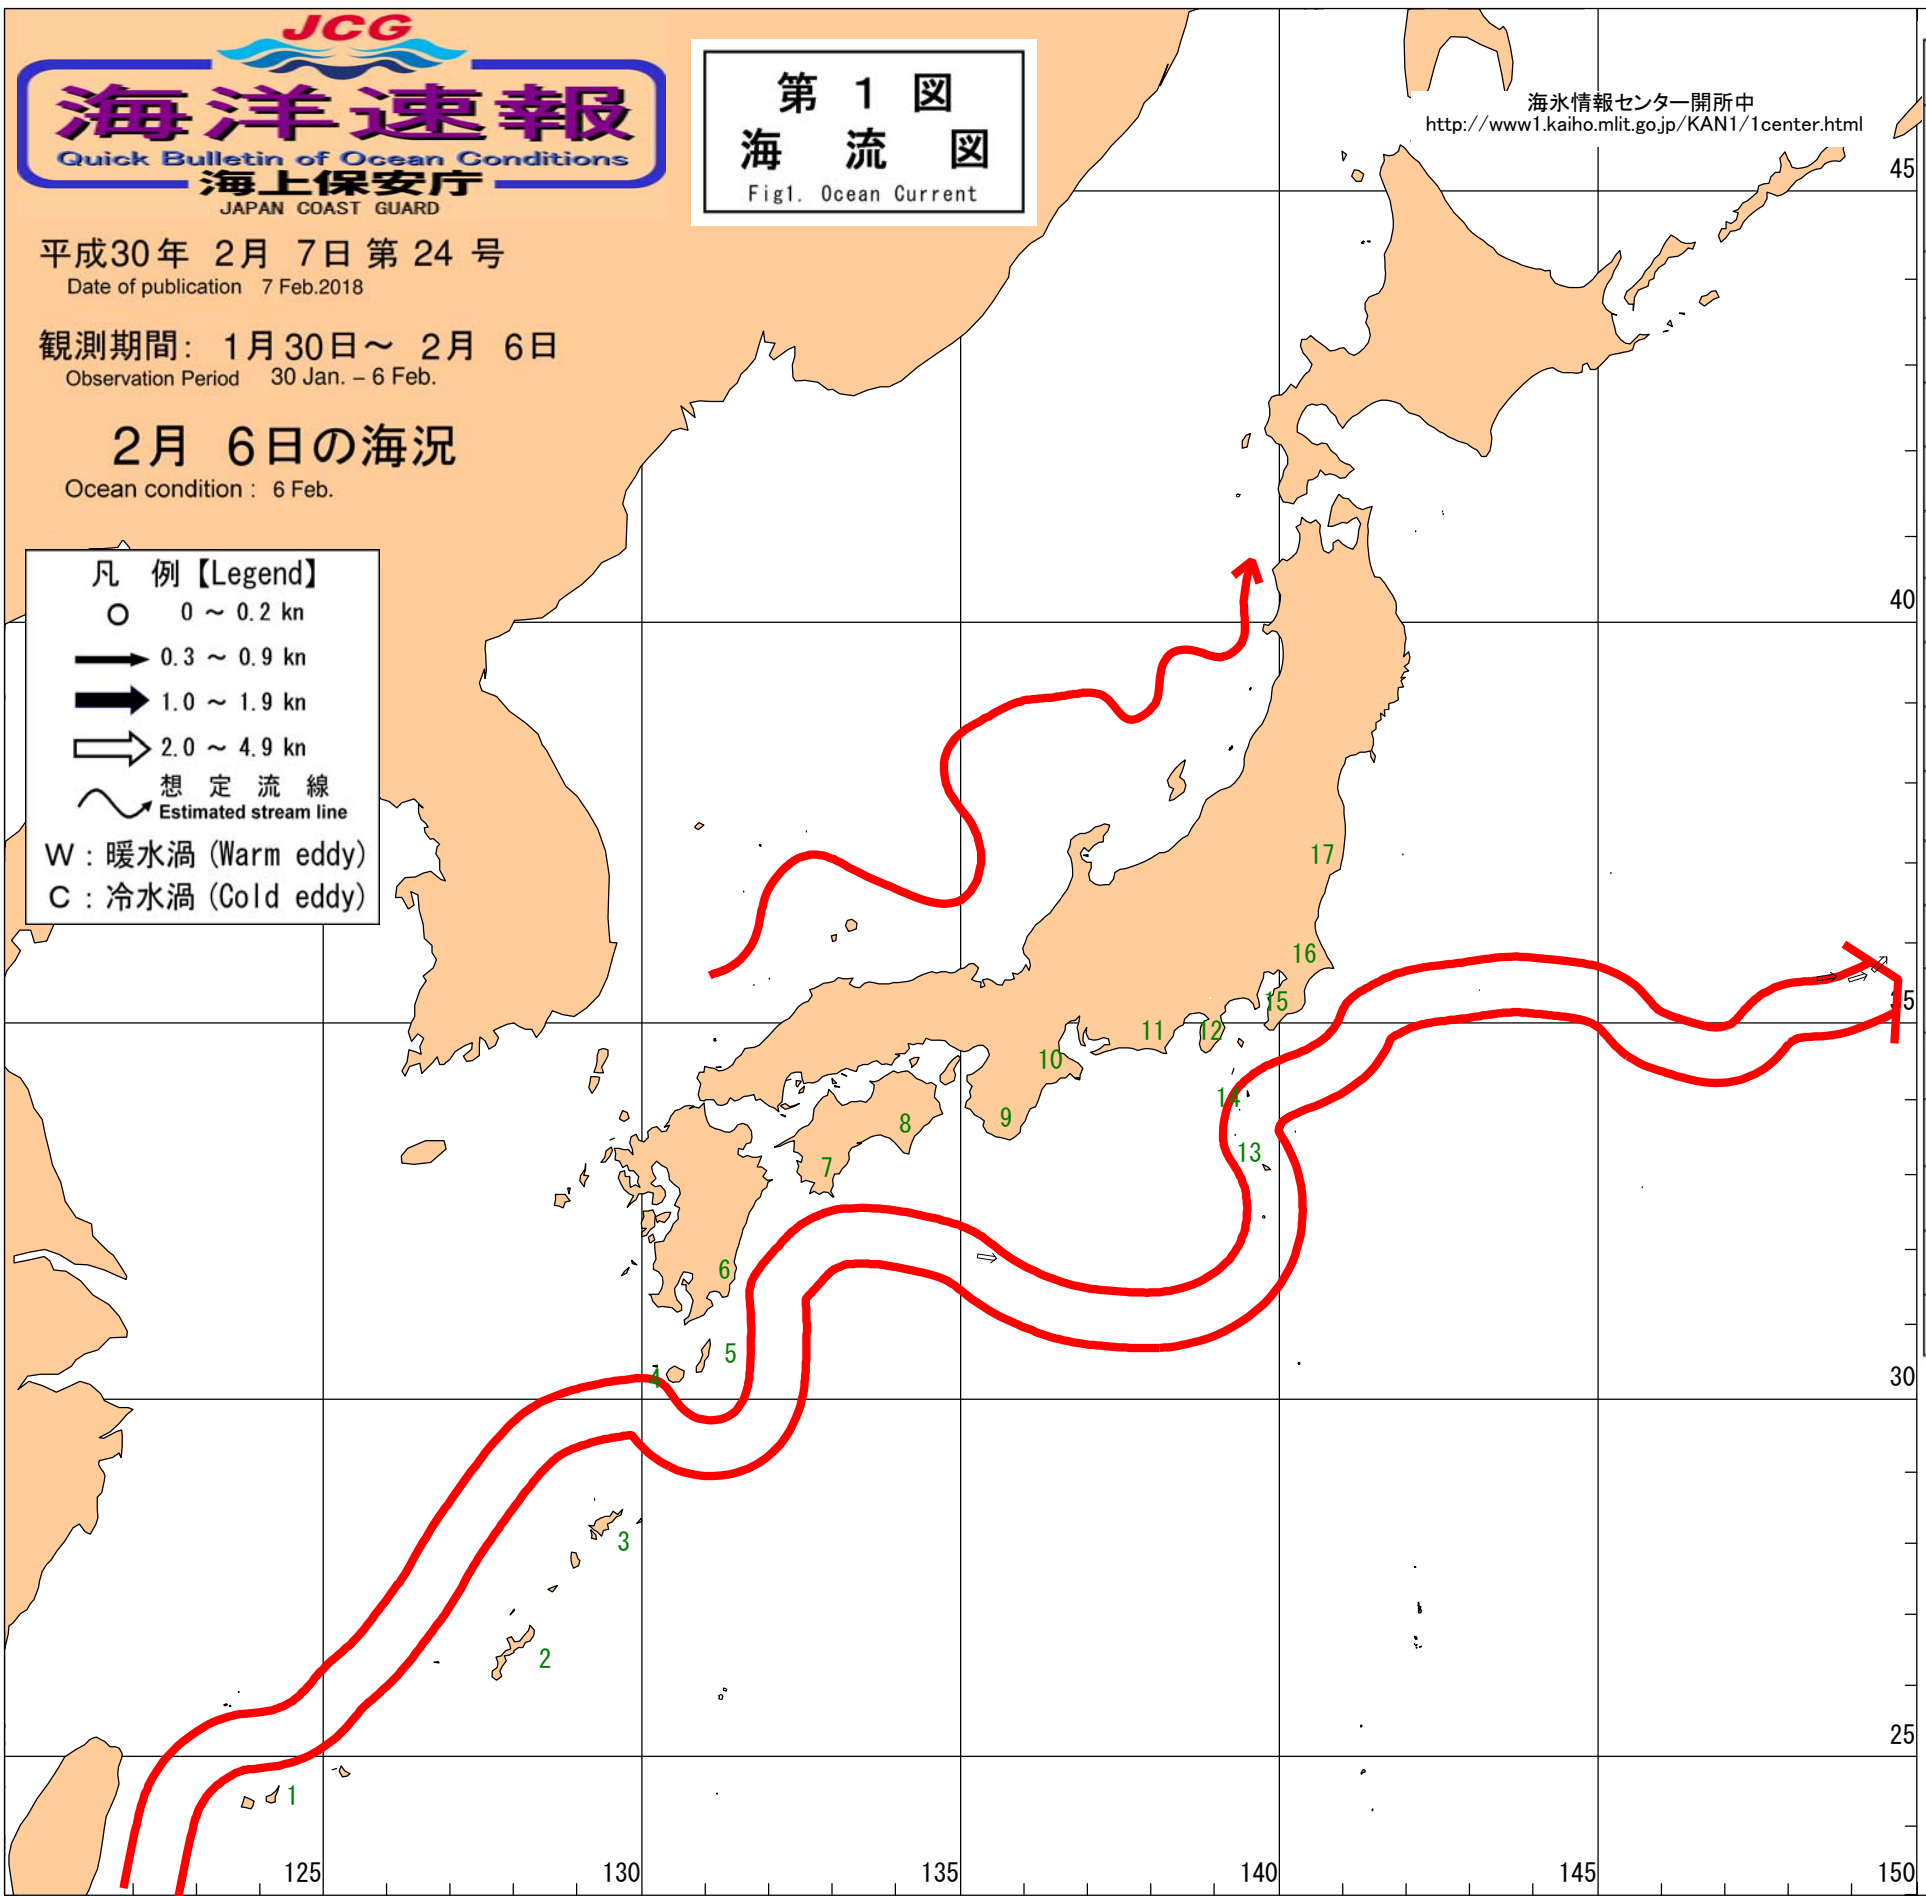 JCG
海洋速報
Quick Bulletin of Ocean Conditions
海上保安庁
JAPAN COAST GUARD
第 1 図
海 流 図
Fig1. Ocean Current
海氷情報センター開所中
http://www1.kaiho.mlit.go.jp/KAN1/1center.html
平成30年 2月 7日 第 24 号
Date of publication 7 Feb.2018
観測期間: 1月30日～ 2月 6日
Observation Period 30 Jan. – 6 Feb.
2月 6日の海況
Ocean condition : 6 Feb.
凡 例【Legend】
0 ～ 0.2 kn
0.3 ～ 0.9 kn
1.0 ～ 1.9 kn
2.0 ～ 4.9 kn
想 定 流 線
Estimated stream line
W : 暖水渦 (Warm eddy)
C : 冷水渦 (Cold eddy)
45
40
35
30
25
17
16
15
12
11
10
14
9
8
13
7
6
5
4
3
2
1
125
130
135
140
145
150